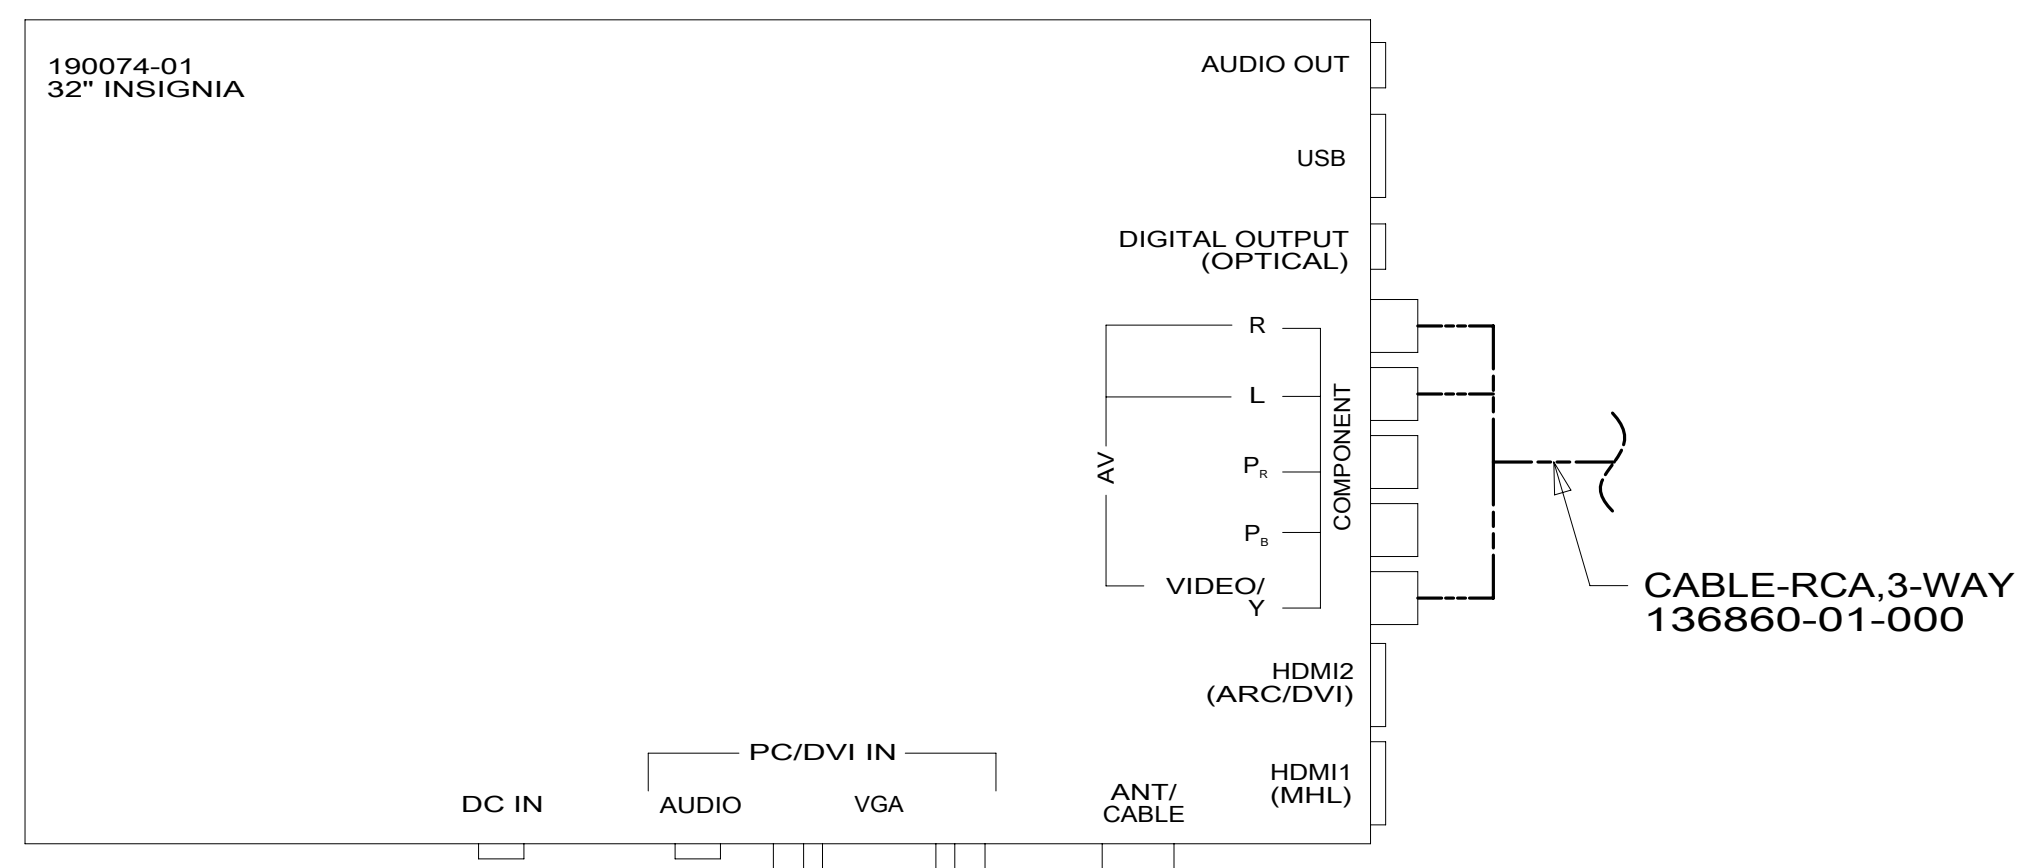 190074-01
32" INSIGNIA
AUDIO OUT
USB
DIGITAL OUTPUT
(OPTICAL)
R
L
PR
PB
VIDEO/
Y
AV
COMPONENT
CABLE-RCA,3-WAY
136860-01-000
HDMI2
(ARC/DVI)
HDMI1
(MHL)
PC/DVI IN
DC IN
AUDIO
VGA
ANT/
CABLE